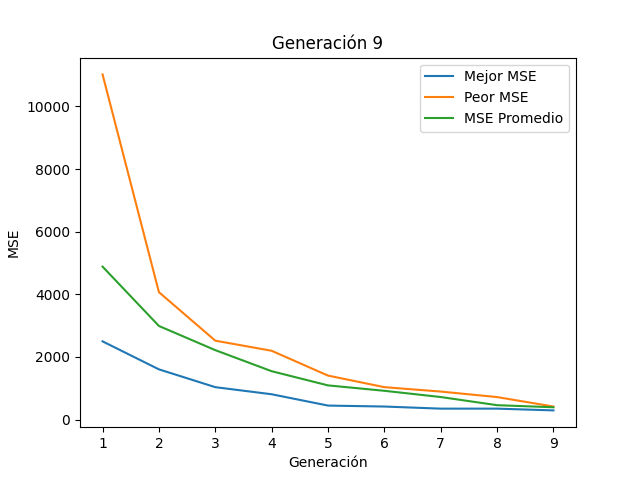 Generación 9
Mejor MSE
Peor MSE
MSE Promedio
10000
8000
6000
4000
2000
0
MSE
1 2 3 4 5 6 7 8 9
Generación